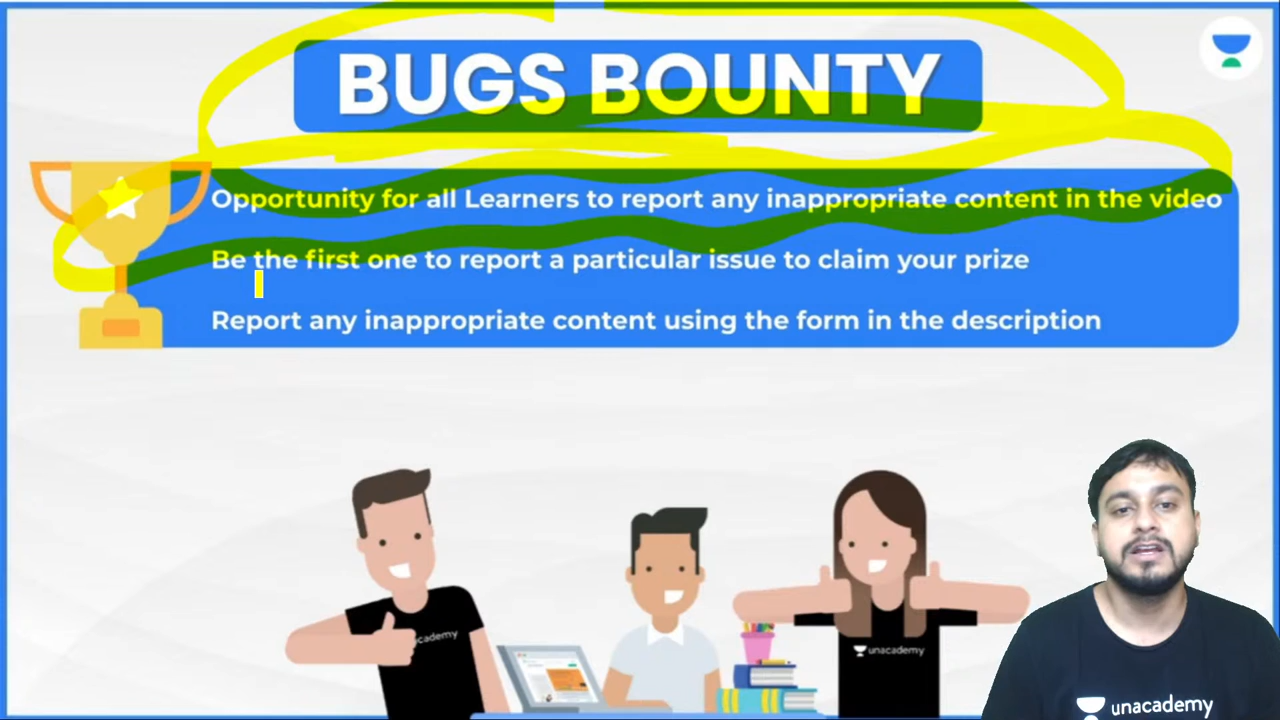 BUGS BOUNTY
Opportunity for all Learners to report any inappropriate content in the video
Be the first one to report a particular issue to claim your prize
Report any inappropriate content using the form in the description
cademy
unacademy
unacademy